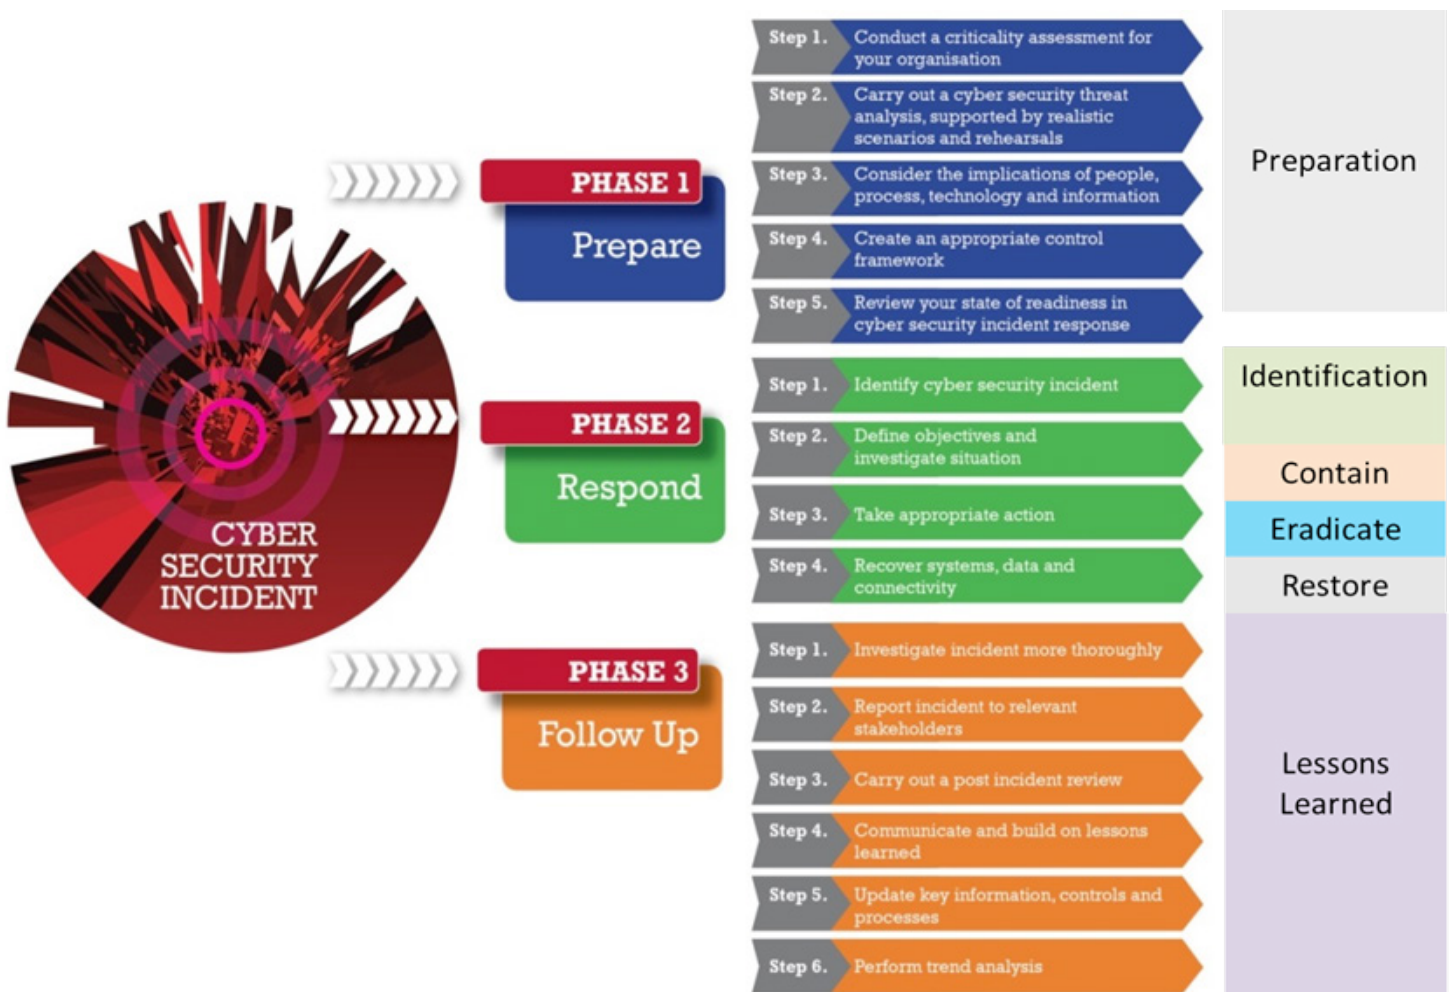 CYBER
SECURITY
INCIDENT
PHASE 1
Prepare
Step 1.
Conduct a criticality assessment for
your organisation
Step 2.
Carry out a cyber security threat
analysis, supported by realistic
scenarios and rehearsals
Step 3.
Consider the implications of people,
process, technology and information
Step 4.
Create an appropriate control
framework
Step 5.
Review your state of readiness in
cyber security incident response
Preparation
PHASE 2
Respond
Step 1.
Identify cyber security incident
Step 2.
Define objectives and
investigate situation
Step 3.
Take appropriate action
Step 4.
Recover systems, data and
connectivity
Identification
Contain
Eradicate
Restore
PHASE 3
Follow Up
Step 1.
Investigate incident more thoroughly
Step 2.
Report incident to relevant
stakeholders
Step 3.
Carry out a post incident review
Step 4.
Communicate and build on lessons
learned
Step 5.
Update key information, controls and
processes
Step 6.
Perform trend analysis
Lessons
Learned